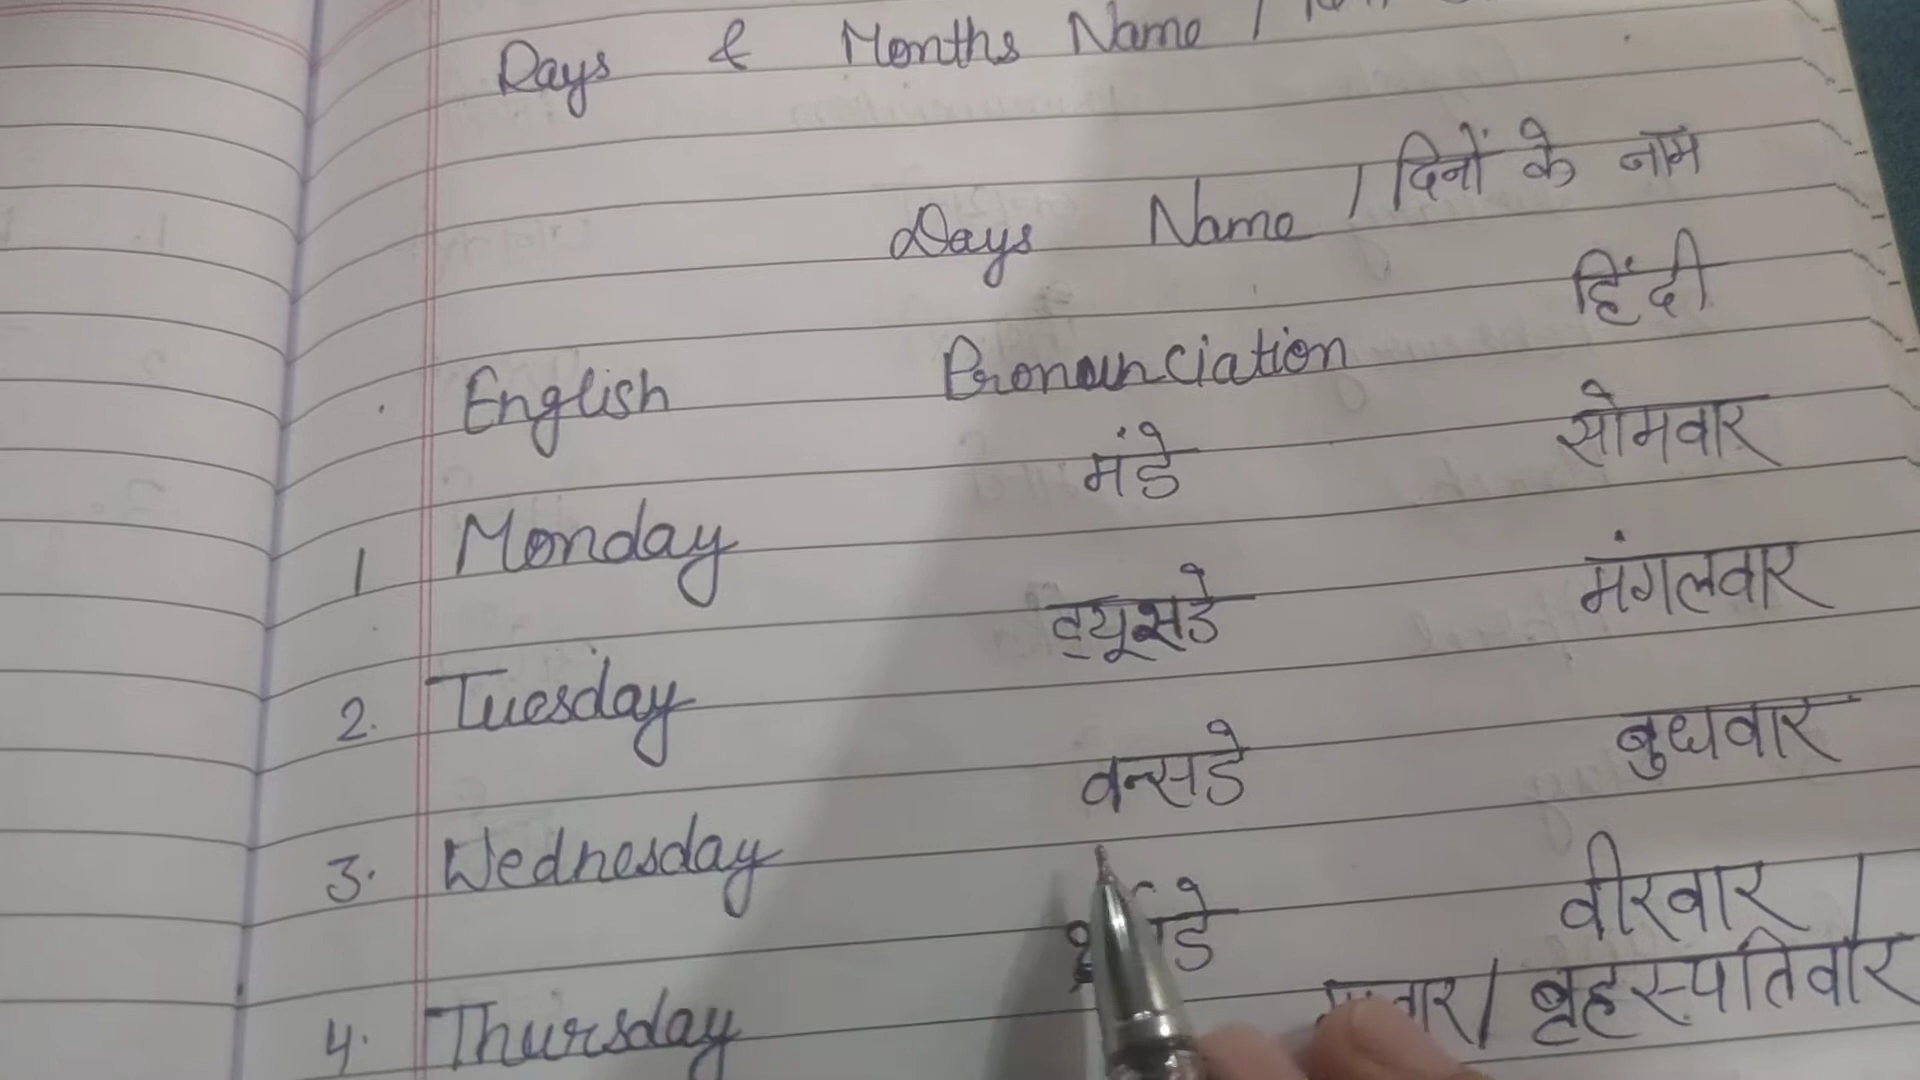 Days & Months Name /
Days Name / दिनों के नाम
English Pronounciation हिंदी
1 Monday मंडे सोमवार
2. Tuesday ट्यूसडे मंगलवार
3. Wednesday वन्सडे बुधवार
4. Thursday वीरवार /
/ बृहस्पतिवार